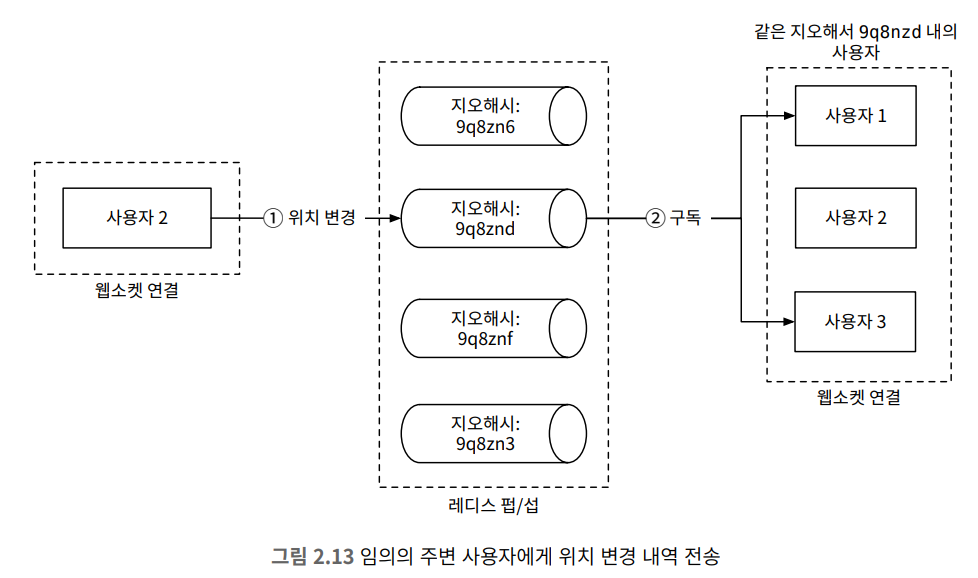 같은 지오해서 9q8nzd 내의
사용자
지오해시:
9q8zn6
사용자 1
사용자 2
① 위치 변경
지오해시:
9q8znd
② 구독
사용자 2
웹소켓 연결
지오해시:
9q8znf
사용자 3
웹소켓 연결
지오해시:
9q8zn3
레디스 펍/섭
그림 2.13 임의의 주변 사용자에게 위치 변경 내역 전송